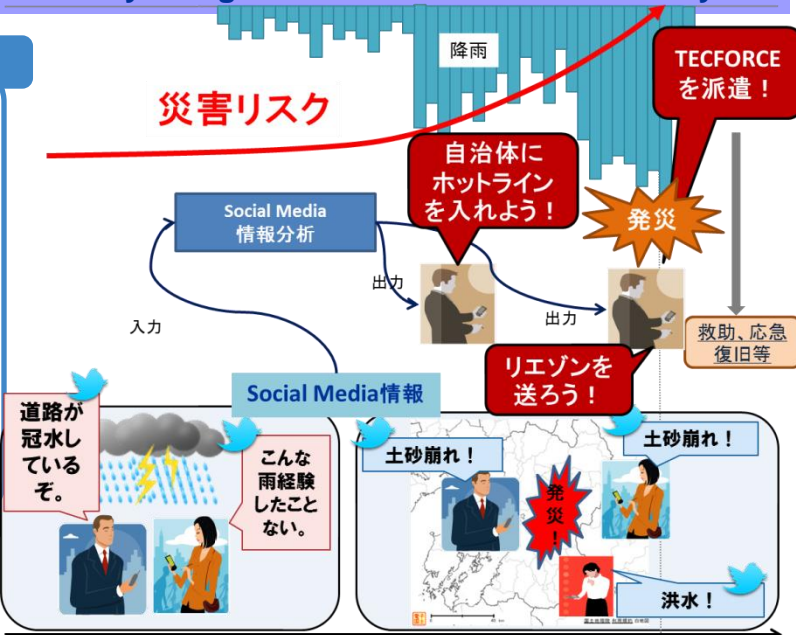 降雨
TECFORCE
を派遣！
災害リスク
自治体に
ホットライン
を入れよう！
Social Media
情報分析
発災
出力
入力
出力
救助、応急
復旧等
リエゾンを
送ろう！
Social Media情報
道路が
冠水し
ている
ぞ。
こんな
雨経験
したこと
ない。
土砂崩れ！
土砂崩れ！
発
災
！
洪水！